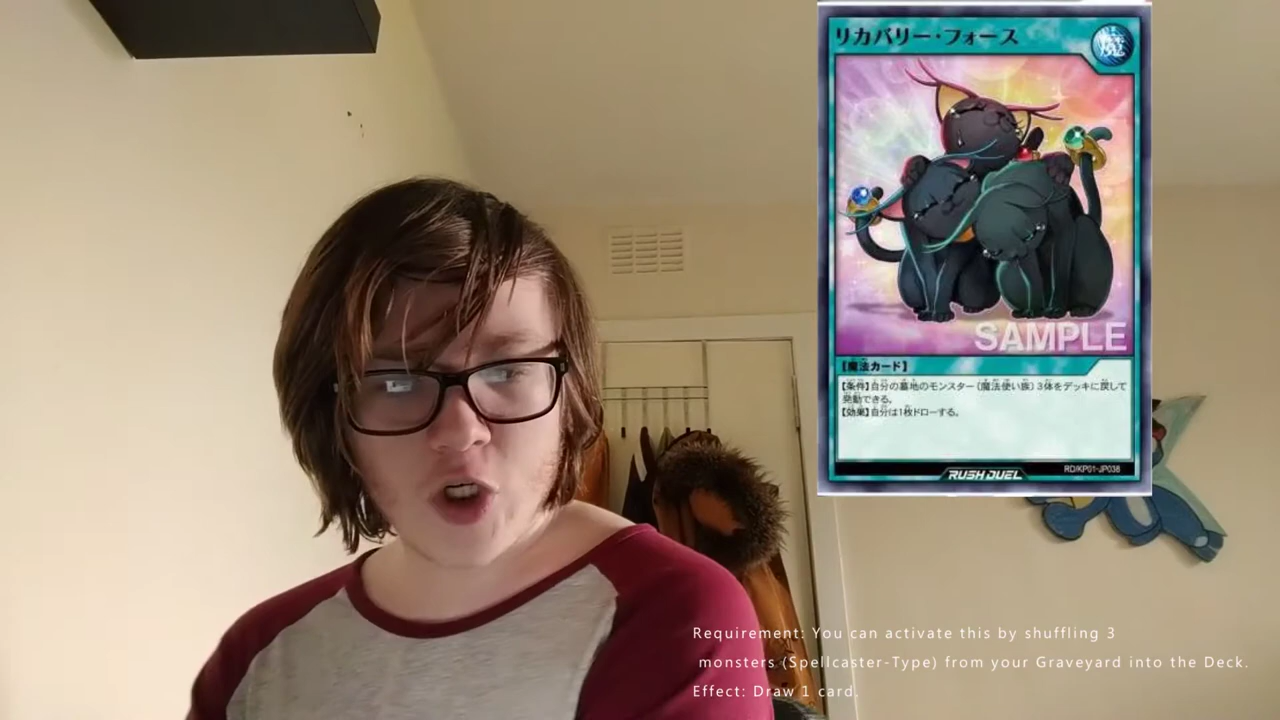 リカバリー・フォース
魔
SAMPLE
【魔法カード】
【条件】自分の墓地のモンスター(魔法使い族)3体をデッキに戻して
発動できる。
【効果】自分は1枚ドローする。
RD/KP01-JP036
RUSH DUEL
Requirement: You can activate this by shuffling 3
monsters (Spellcaster-Type) from your Graveyard into the Deck.
Effect: Draw 1 card.